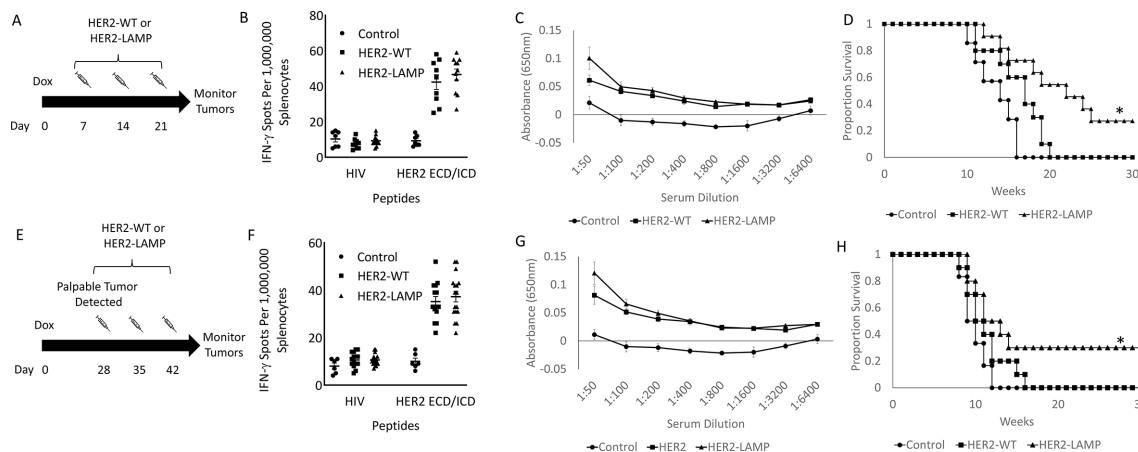 A
HER2-WT or
HER2-LAMP
Dox
Monitor
Tumors
Day 0 7 14 21
B
IFN-γ Spots Per 1,000,000
Splenocytes
80
60
40
20
0
Control
HER2-WT
HER2-LAMP
HIV HER2 ECD/ICD
Peptides
C
Absorbance (650nm)
0.15
0.1
0.05
0
-0.05
1:50 1:100 1:200 1:400 1:800 1:1600 1:3200 1:6400
Serum Dilution
Control HER2-WT HER2-LAMP
D
Proportion Survival
1
0.8
0.6
0.4
0.2
0
*
0 10 20 30
Weeks
Control HER2-WT HER2-LAMP
E
HER2-WT or
HER2-LAMP
Palpable Tumor
Detected
Dox
Monitor
Tumors
Day 0 28 35 42
F
IFN-γ Spots Per 1,000,000
Splenocytes
60
40
20
0
Control
HER2-WT
HER2-LAMP
HIV HER2 ECD/ICD
Peptides
G
Absorbance (650nm)
0.15
0.1
0.05
0
-0.05
1:50 1:100 1:200 1:400 1:800 1:1600 1:3200 1:6400
Serum Dilution
Control HER2 HER2-LAMP
H
Proportion Survival
1
0.8
0.6
0.4
0.2
0
*
0 10 20 3
Weeks
Control HER2-WT HER2-LAMP